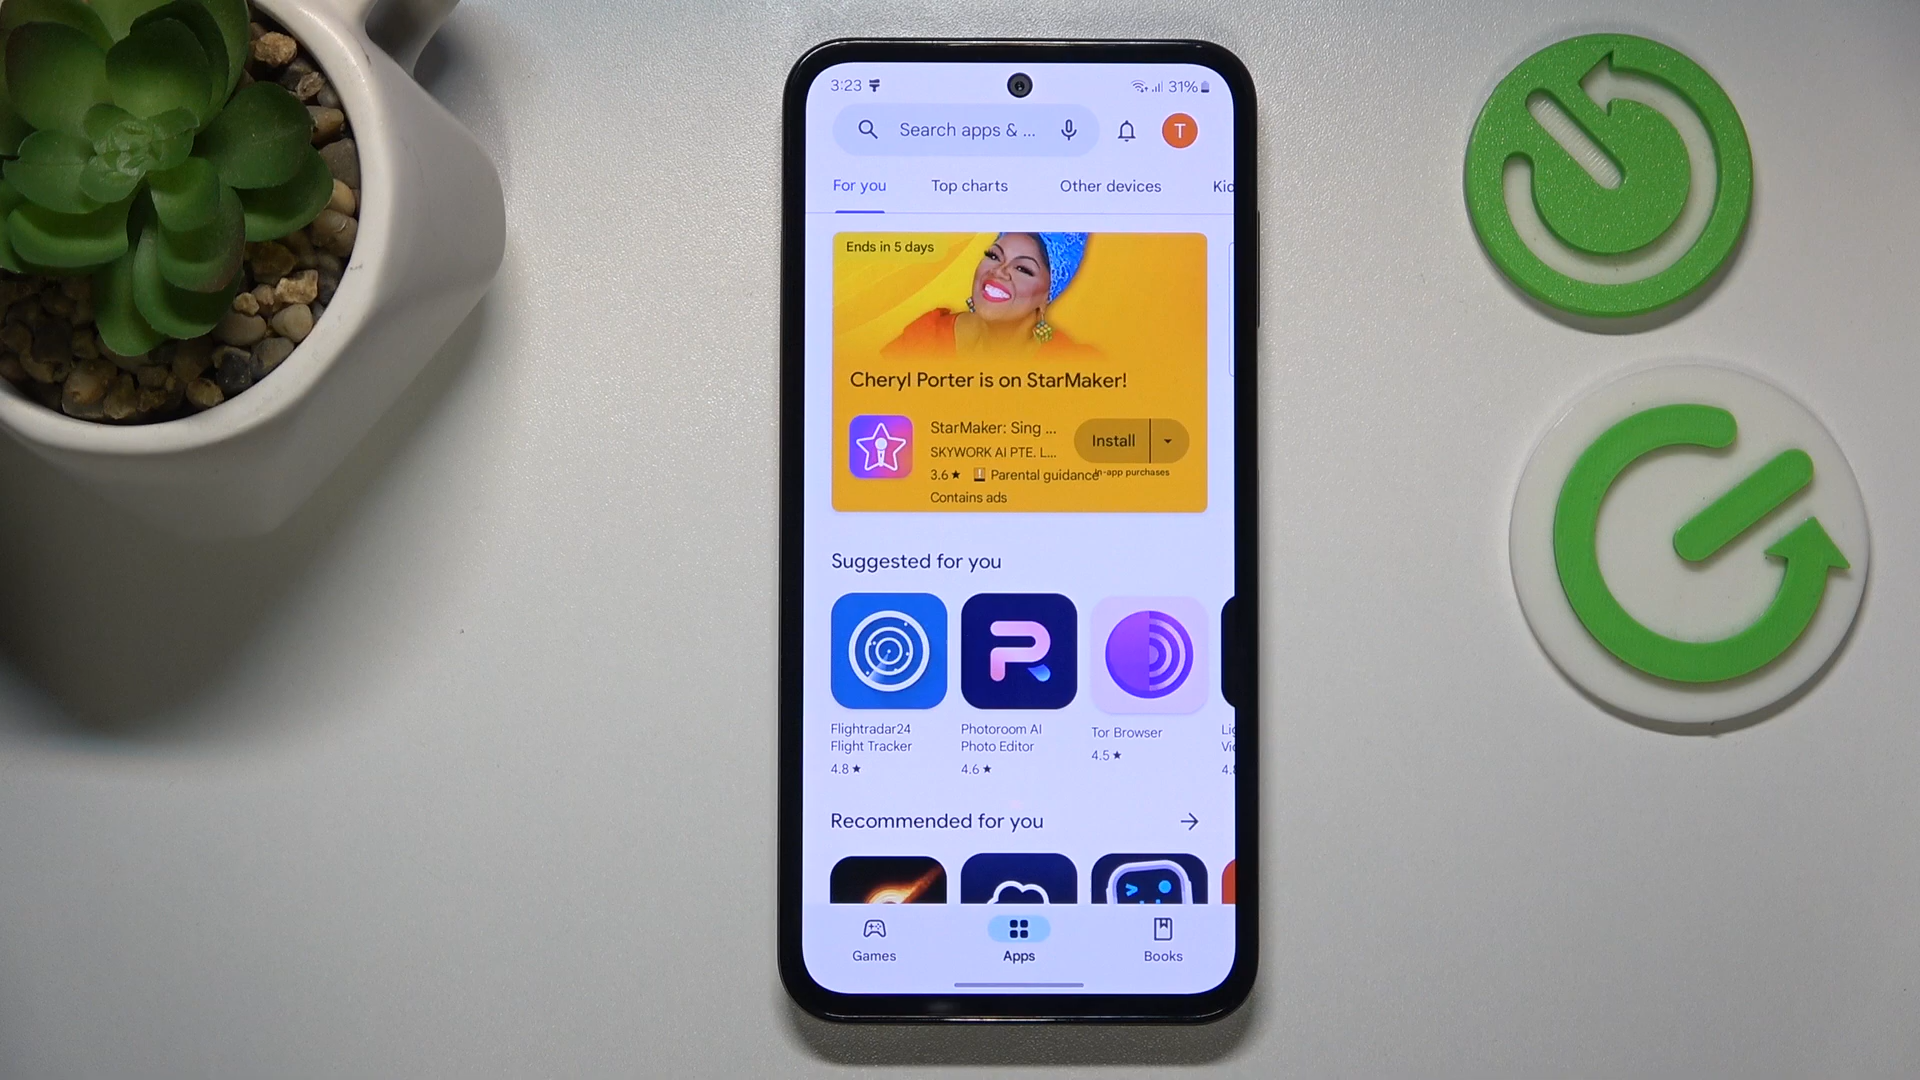 3:23
31%
Search apps & ...
T
For you
Top charts
Other devices
Kid
Ends in 5 days
Cheryl Porter is on StarMaker!
StarMaker: Sing ...
SKYWORK AI PTE. L...
3.6★
Parental guidance
Contains ads
Install
In-app purchases
Suggested for you
Flightradar24
Flight Tracker
4.8★
Photoroom AI
Photo Editor
4.6★
Tor Browser
4.5★
Recommended for you
Games
Apps
Books